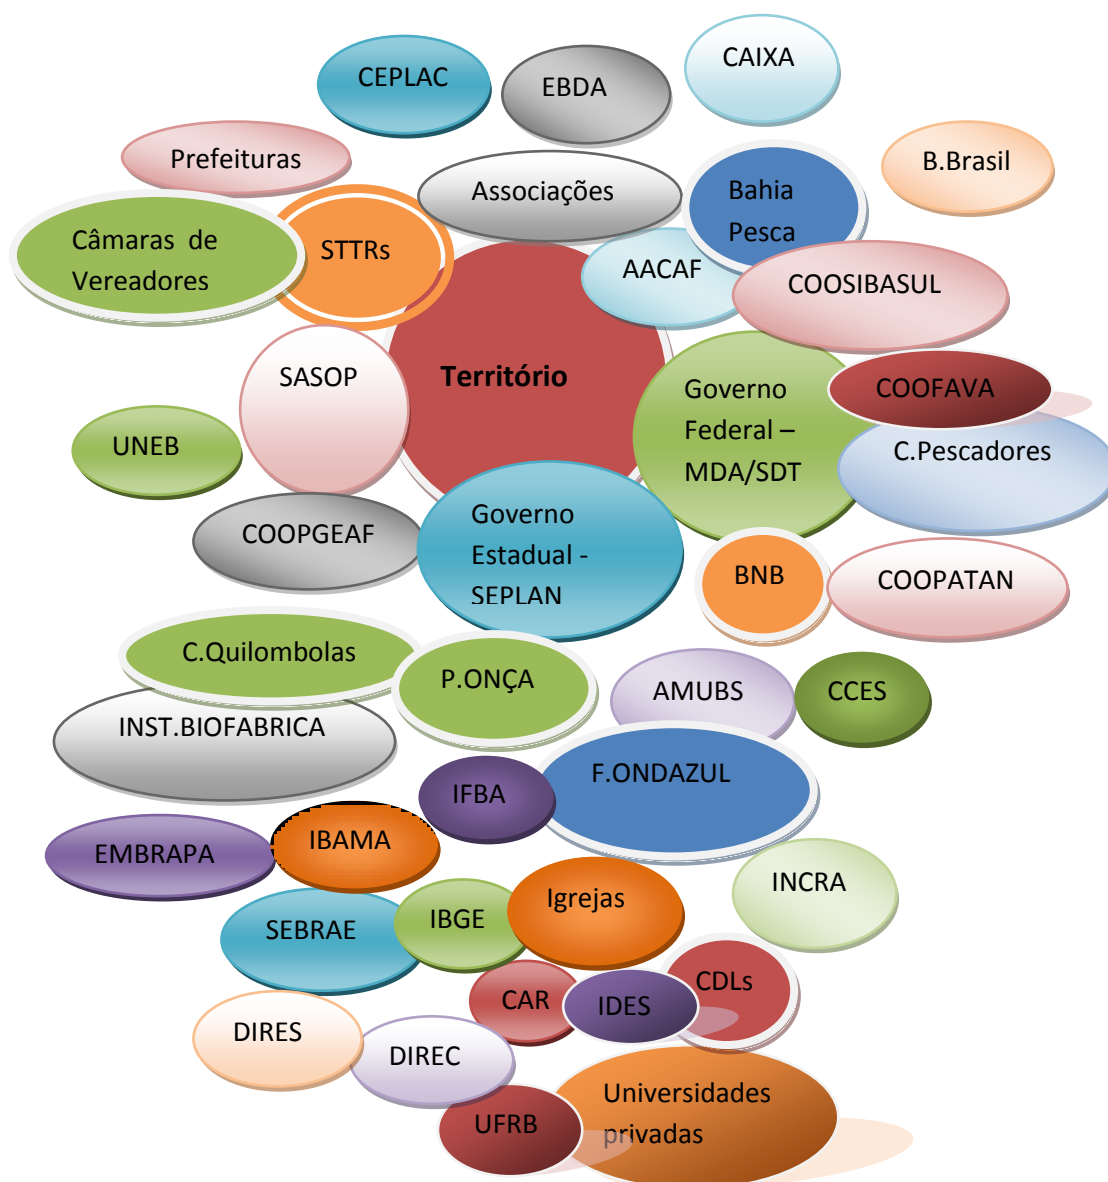 CEPLAC
EBDA
CAIXA
Prefeituras
Associações
Bahia
Pesca
B.Brasil
Câmaras de
Vereadores
STTRs
AACAF
COOSIBASUL
SASOP
Território
Governo
Federal –
MDA/SDT
COOFAVA
UNEB
C.Pescadores
COOPGEAF
Governo
Estadual -
SEPLAN
BNB
COOPATAN
C.Quilombolas
P.ONÇA
AMUBS
CCES
INST.BIOFABRICA
F.ONDAZUL
IFBA
EMBRAPA
IBAMA
INCRA
SEBRAE
IBGE
Igrejas
CAR
IDES
CDLs
DIRES
DIREC
UFRB
Universidades
privadas